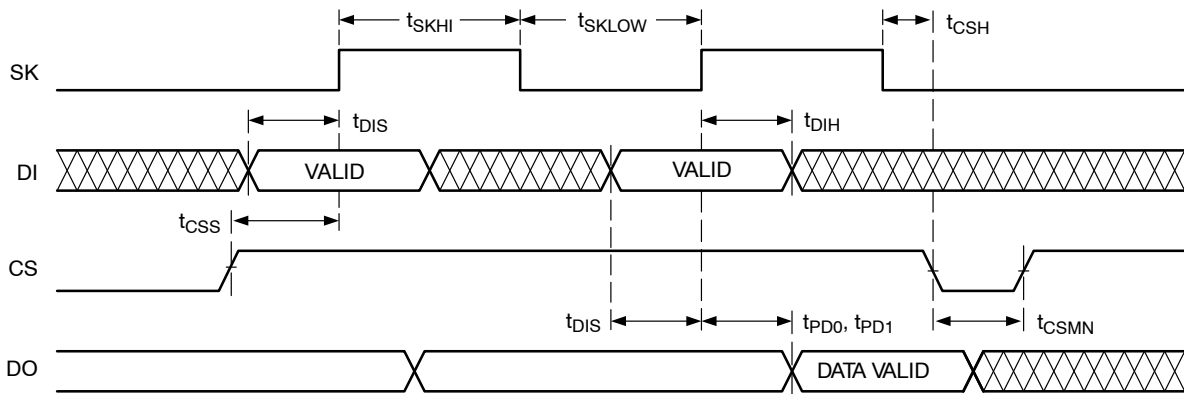 tSKHI
tSKLOW
tCSH
SK
tDIS
tDIH
DI
VALID
VALID
tCSS
CS
tDIS
tPD0, tPD1
tCSMN
DO
DATA VALID